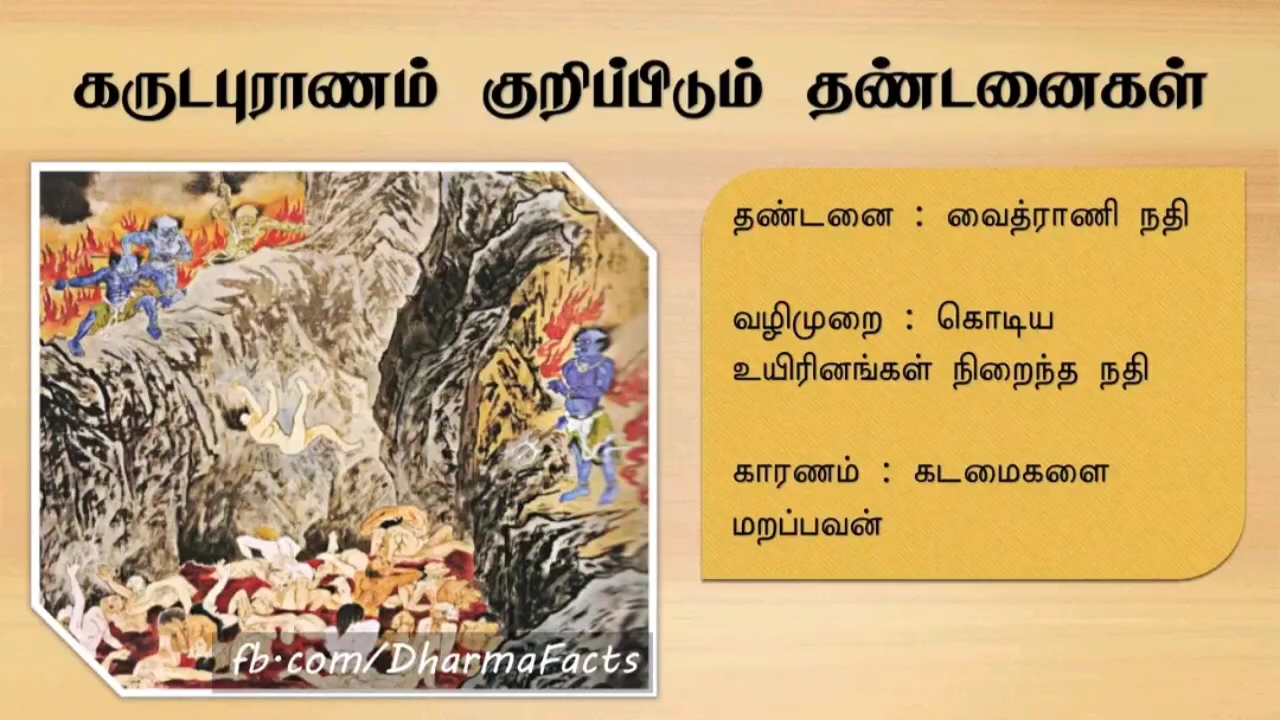 கருடபுராணம் குறிப்பிடும் தண்டனைகள்
தண்டனை : வைத்ராணி நதி
வழிமுறை : கொடிய
உயிரினங்கள் நிறைந்த நதி
காரணம் : கடமைகளை
மறப்பவன்
fb.com/DharmaFacts